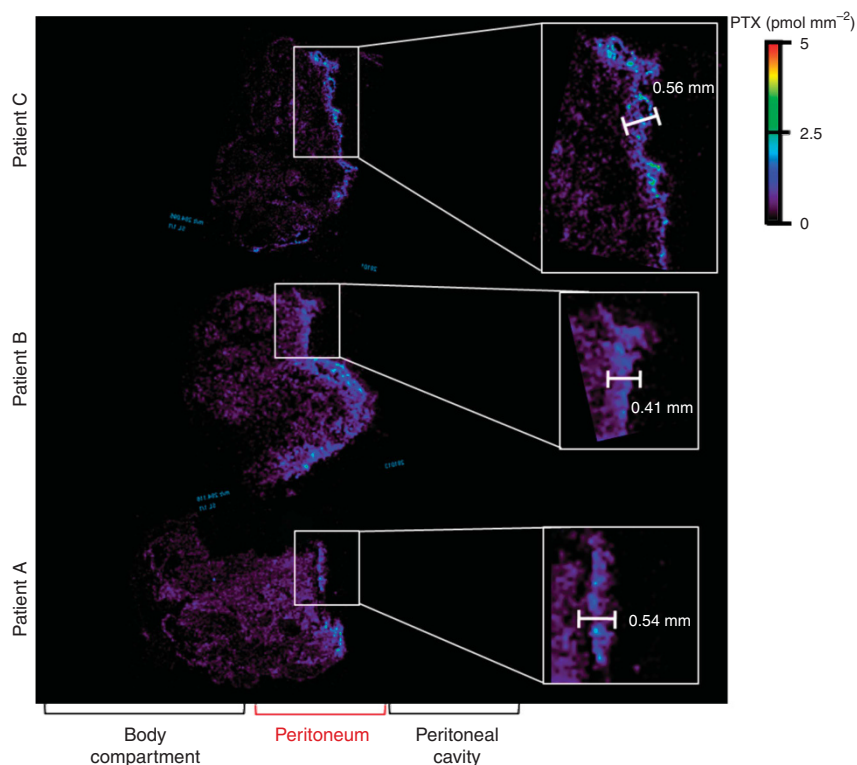 PTX (pmol mm⁻²)
5
2.5
0
Patient C
0.56 mm
Patient B
0.41 mm
Patient A
0.54 mm
Body
compartment
Peritoneum
Peritoneal
cavity